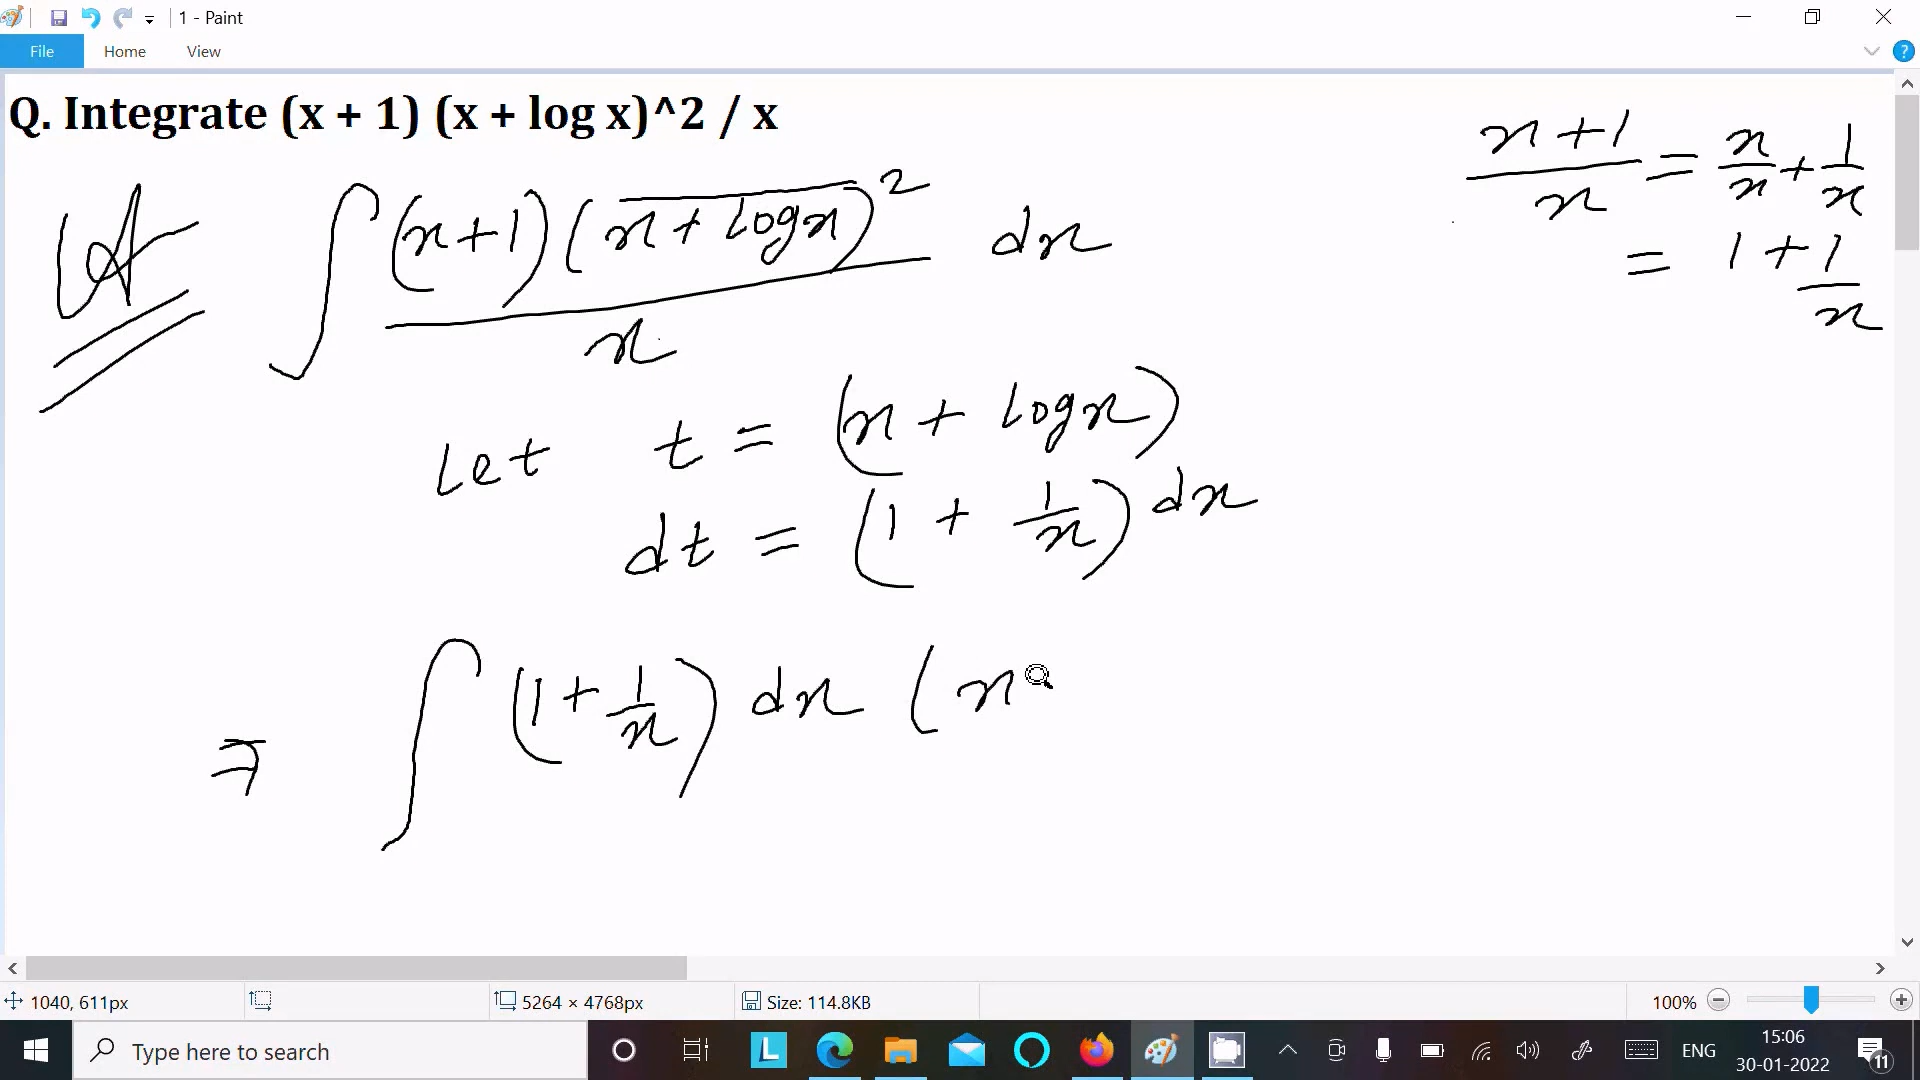 1 - Paint
File Home View
Q. Integrate (x + 1) (x + log x)^2 / x
∫ (x+1)(x + log x)^2 / x dx
x+1 / x = x/x + 1/x
= 1 + 1/x
Let t = (x + log x)
dt = (1 + 1/x) dx
⇒ ∫ (1 + 1/x) dx (x
1040, 611px 5264 × 4768px Size: 114.8KB 100%
Type here to search L ENG 15:06
30-01-2022 11